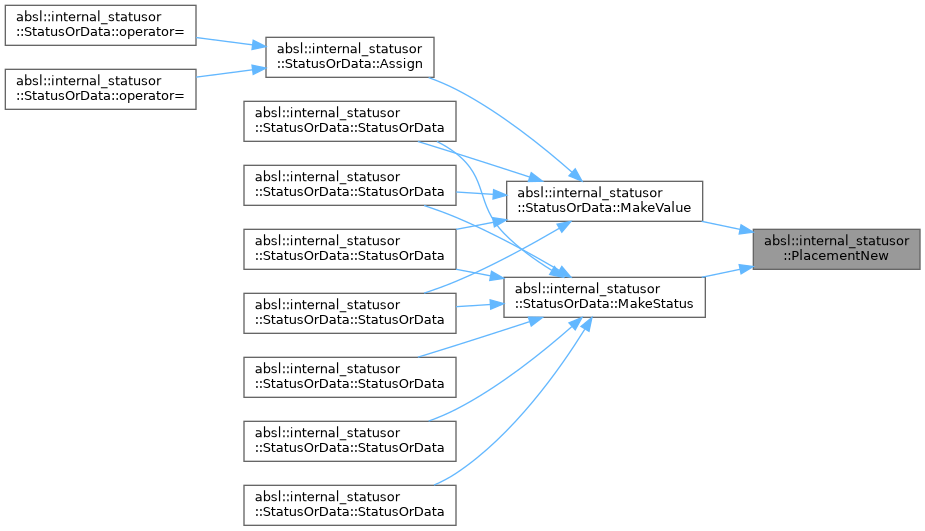 absl::internal_statusor
::StatusOrData::operator=
absl::internal_statusor
::StatusOrData::operator=
absl::internal_statusor
::StatusOrData::Assign
absl::internal_statusor
::StatusOrData::StatusOrData
absl::internal_statusor
::StatusOrData::StatusOrData
absl::internal_statusor
::StatusOrData::StatusOrData
absl::internal_statusor
::StatusOrData::StatusOrData
absl::internal_statusor
::StatusOrData::StatusOrData
absl::internal_statusor
::StatusOrData::StatusOrData
absl::internal_statusor
::StatusOrData::StatusOrData
absl::internal_statusor
::StatusOrData::MakeValue
absl::internal_statusor
::StatusOrData::MakeStatus
absl::internal_statusor
::PlacementNew